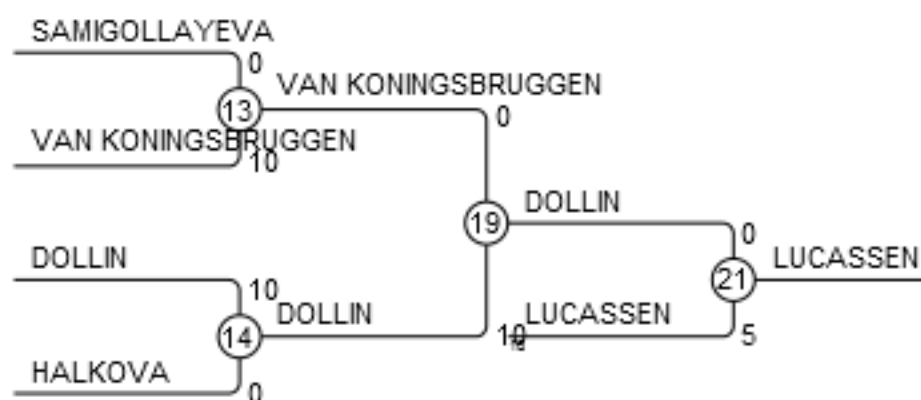 SAMIGOLLAYEVA
0
13
VAN KONINGSBRUGGEN
0
VAN KONINGSBRUGGEN
10
19
DOLLIN
0
DOLLIN
10
21
LUCASSEN
14
DOLLIN
10
LUCASSEN
5
HALKOVA
0